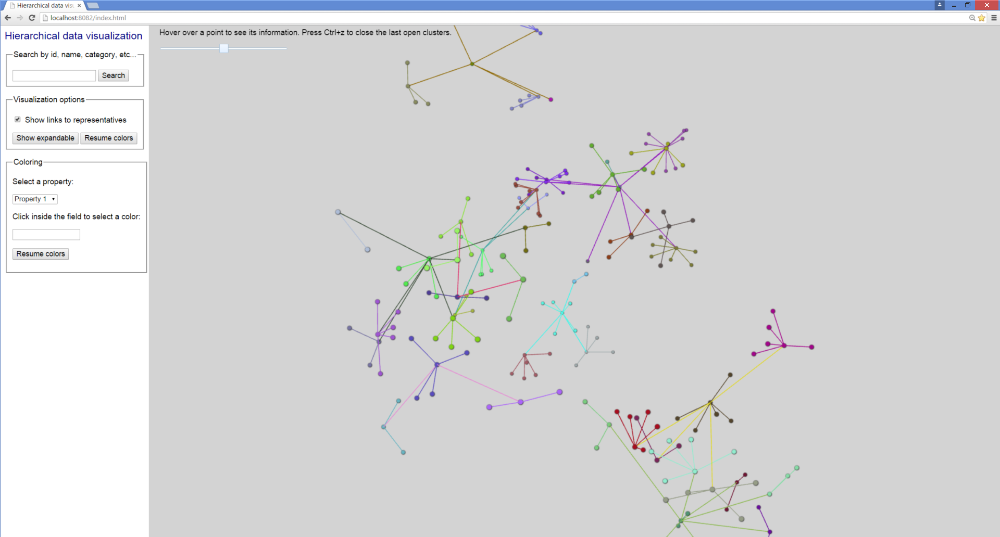 Hierarchical data vis
localhost:8082/index.html
Hierarchical data visualization
Search by id, name, category, etc...
Search
Visualization options
Show links to representatives
Show expandable
Resume colors
Coloring
Select a property:
Property 1
Click inside the field to select a color:
Resume colors
Hover over a point to see its information. Press Ctrl+z to close the last open clusters.